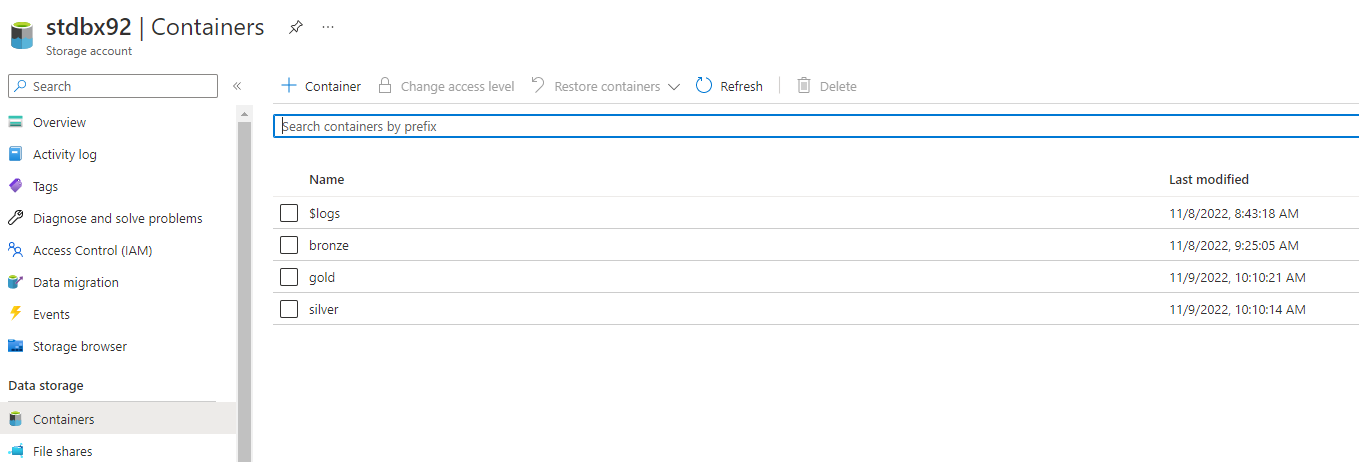 stdbx92 | Containers ...
Storage account
Search «
Overview
Activity log
Tags
Diagnose and solve problems
Access Control (IAM)
Data migration
Events
Storage browser
Data storage
Containers
File shares
+ Container Change access level Restore containers Refresh Delete
Search containers by prefix
Name Last modified
$logs 11/8/2022, 8:43:18 AM
bronze 11/8/2022, 9:25:05 AM
gold 11/9/2022, 10:10:21 AM
silver 11/9/2022, 10:10:14 AM